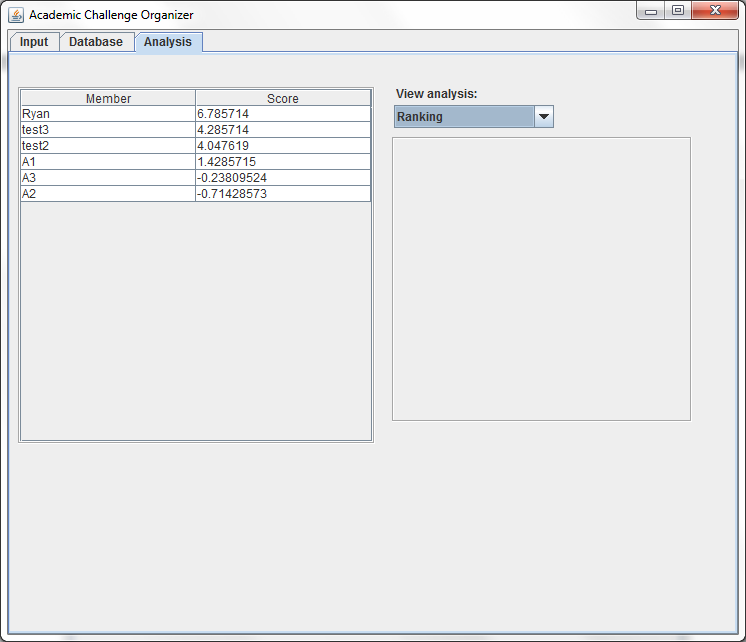 Academic Challenge Organizer
Input Database Analysis
View analysis:
Ranking
Member Score
Ryan 6.785714
test3 4.285714
test2 4.047619
A1 1.4285715
A3 -0.23809524
A2 -0.71428573